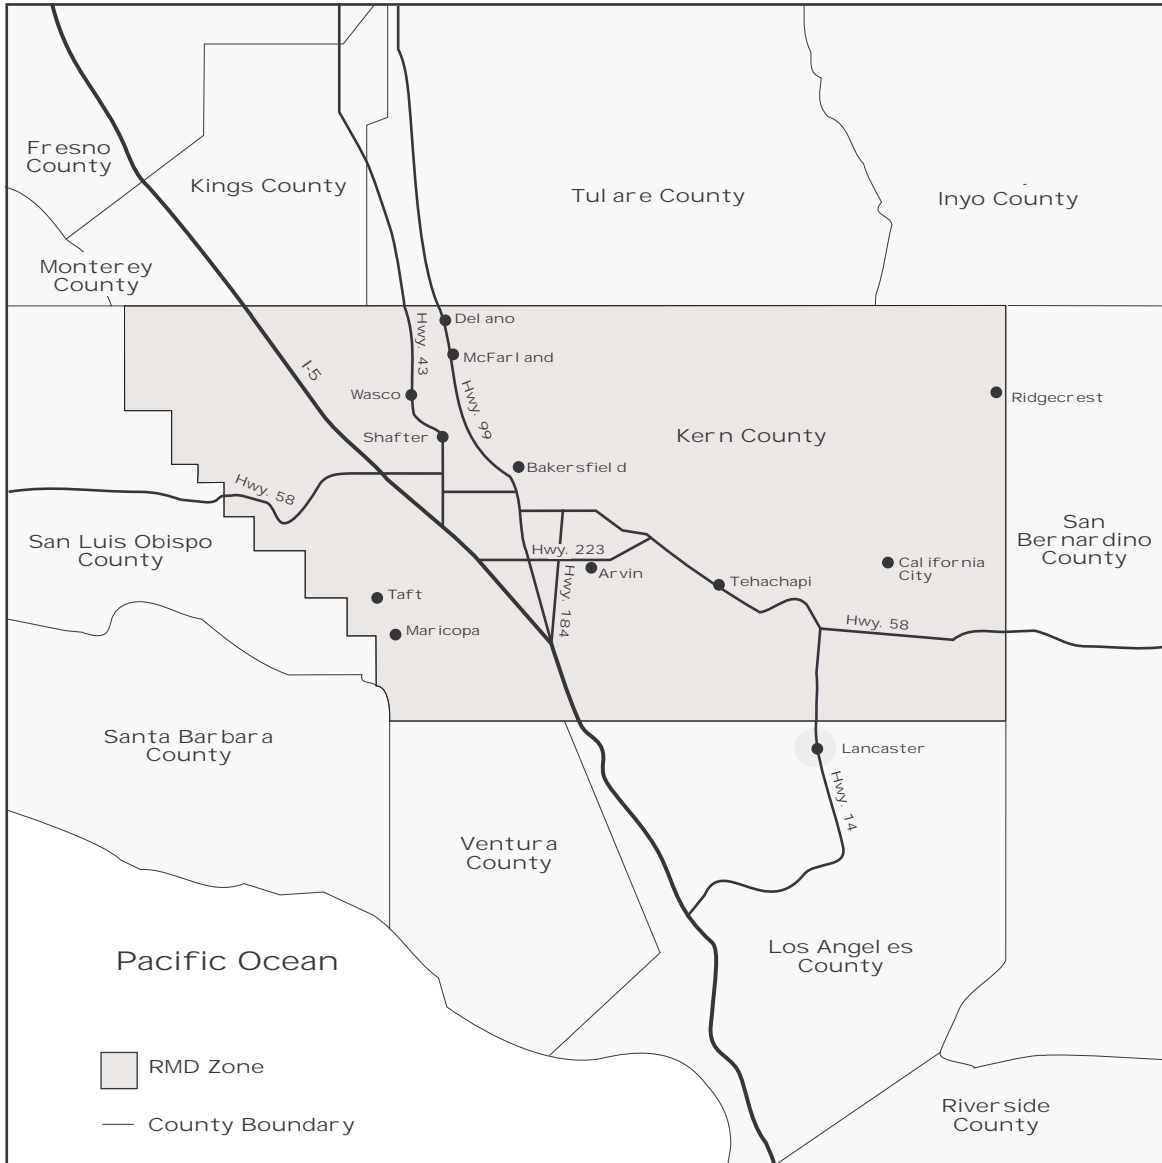 Fresno
County
Kings County
Tulare County
Inyo County
Monterey
County
Delano
Hwy. 43
McFarland
I-5
Wasco
Hwy. 99
Ridgecrest
Shafter
Kern County
Bakersfield
Hwy. 58
San Luis Obispo
County
San
Bernardino
County
Hwy. 223
Arvin
California
City
Tehachapi
Taft
Hwy. 184
Maricopa
Hwy. 58
Santa Barbara
County
Lancaster
Hwy. 14
Ventura
County
Los Angeles
County
Pacific Ocean
RMD Zone
Riverside
County
County Boundary